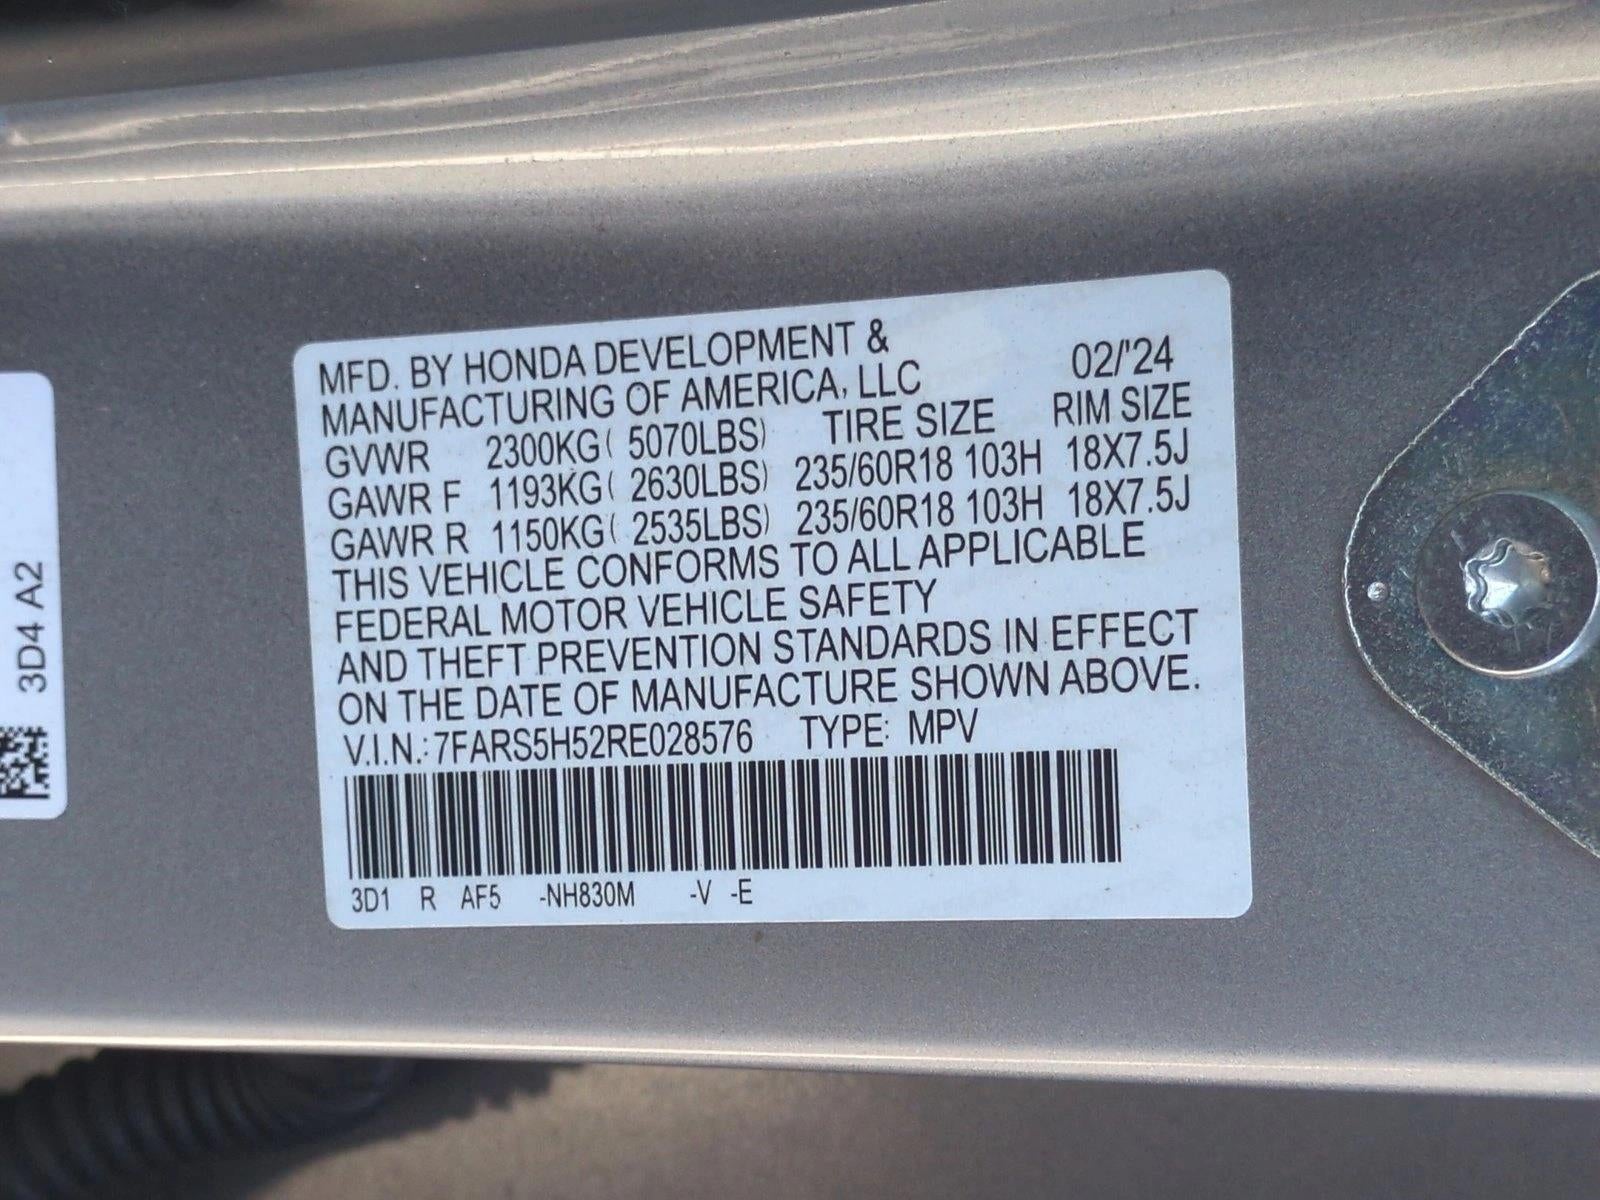 MFD. BY HONDA DEVELOPMENT &
MANUFACTURING OF AMERICA, LLC 02/'24
GVWR 2300KG( 5070LBS) TIRE SIZE RIM SIZE
GAWR F 1193KG( 2630LBS) 235/60R18 103H 18X7.5J
GAWR R 1150KG( 2535LBS) 235/60R18 103H 18X7.5J
THIS VEHICLE CONFORMS TO ALL APPLICABLE
FEDERAL MOTOR VEHICLE SAFETY
AND THEFT PREVENTION STANDARDS IN EFFECT
ON THE DATE OF MANUFACTURE SHOWN ABOVE.
V.I.N.: 7FARS5H52RE028576 TYPE: MPV
3D1 R AF5 -NH830M -V -E
3D4 A2